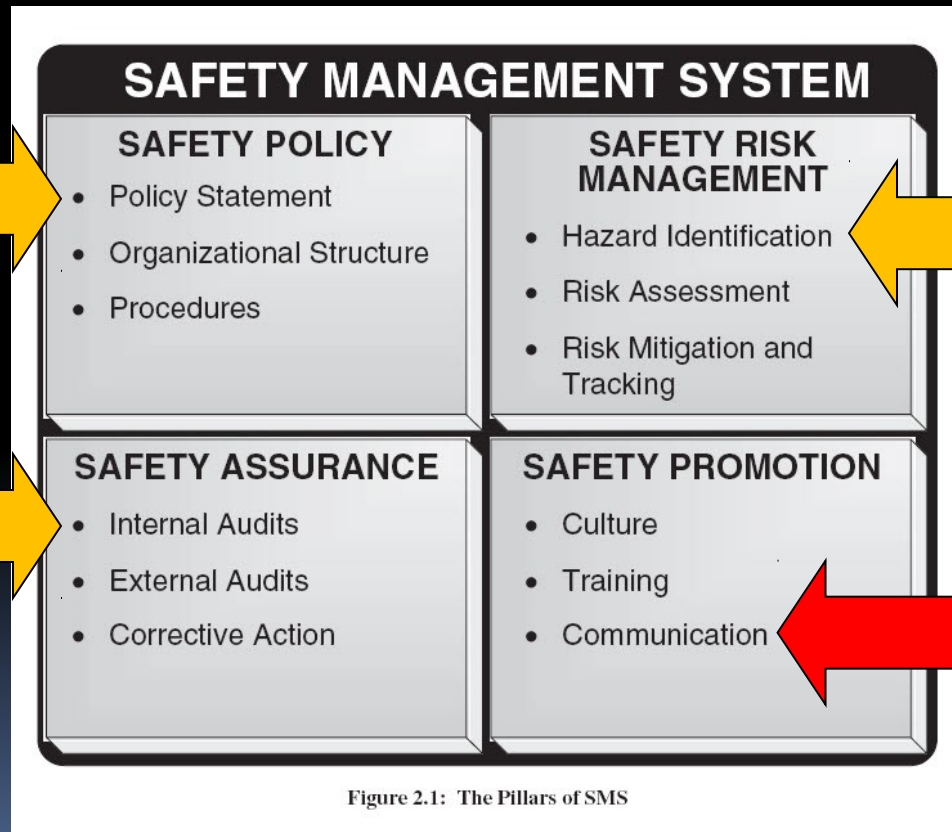 SAFETY MANAGEMENT SYSTEM
SAFETY POLICY
• Policy Statement
• Organizational Structure
• Procedures
SAFETY RISK
MANAGEMENT
• Hazard Identification
• Risk Assessment
• Risk Mitigation and
Tracking
SAFETY ASSURANCE
• Internal Audits
• External Audits
• Corrective Action
SAFETY PROMOTION
• Culture
• Training
• Communication
Figure 2.1: The Pillars of SMS